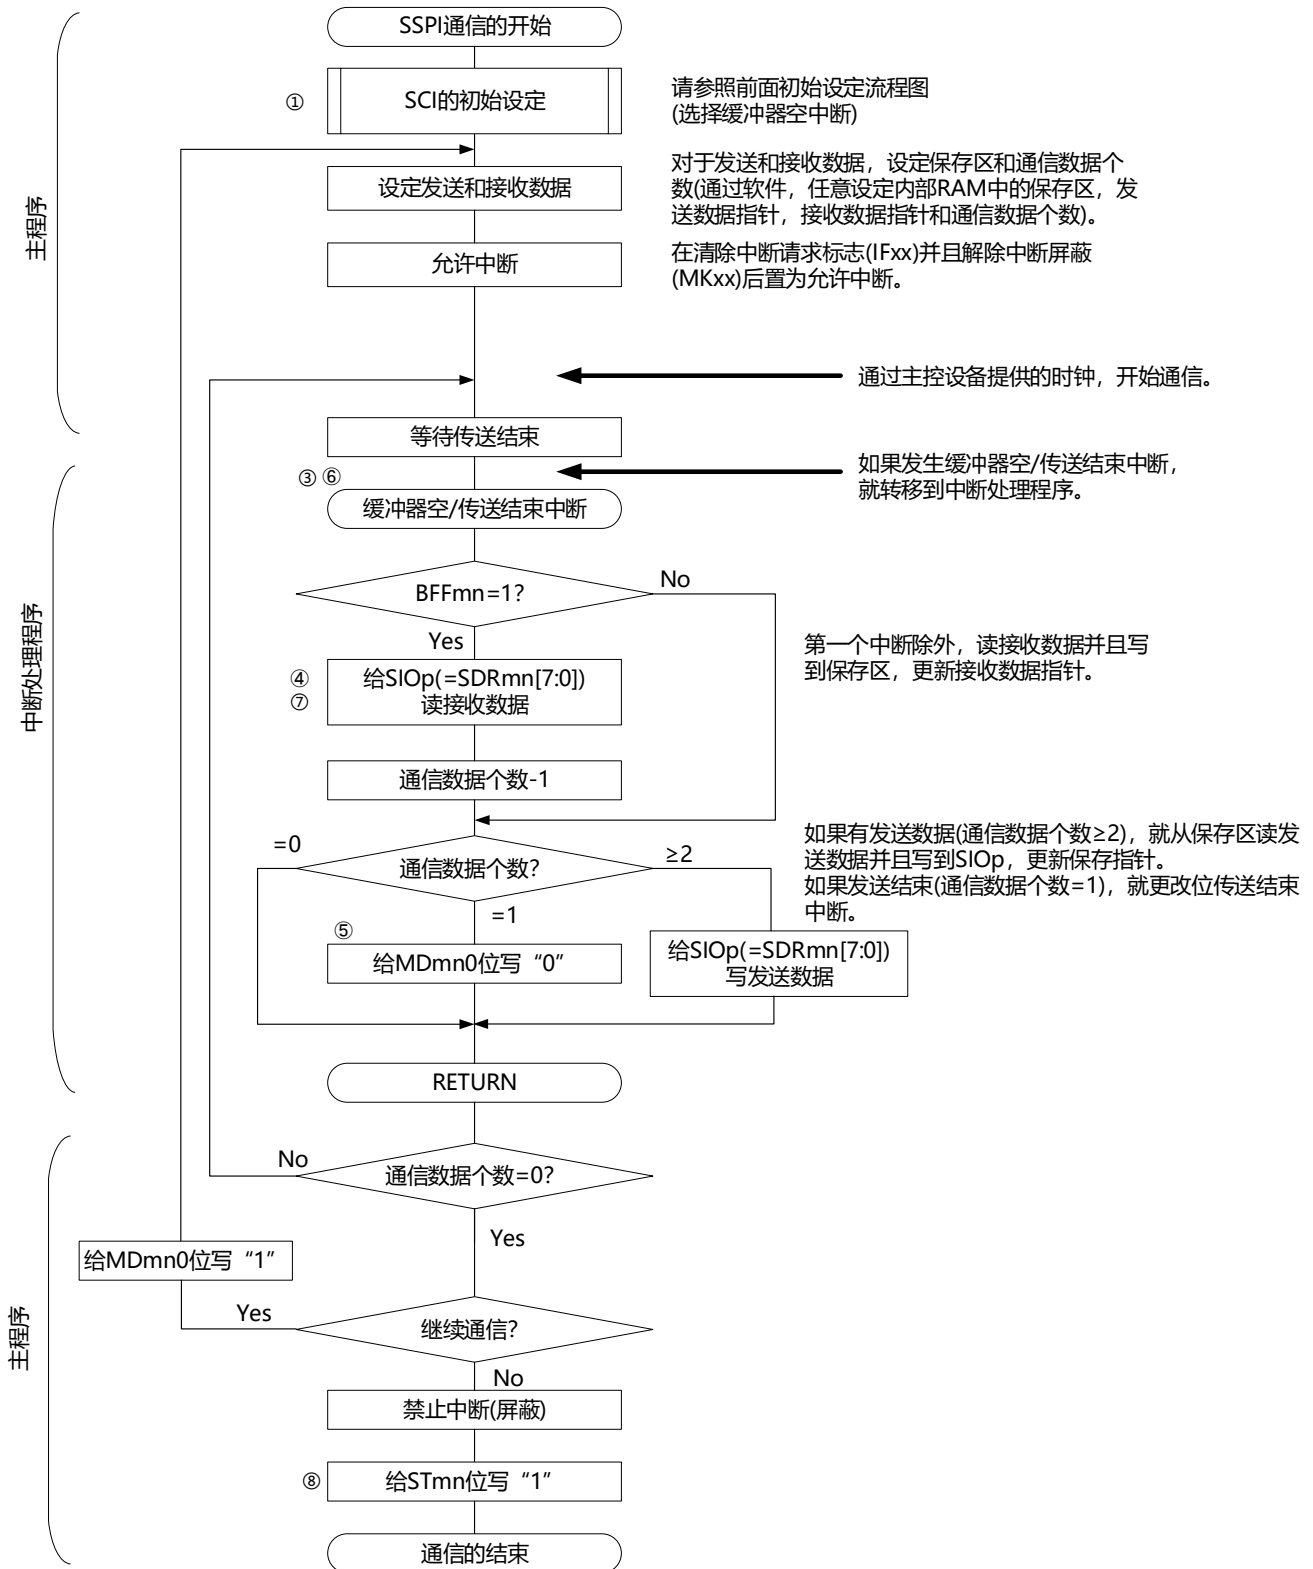 SSPI通信的开始
①
SCI的初始设定
请参照前面初始设定流程图
(选择缓冲器空中断)
主程序
设定发送和接收数据
对于发送和接收数据，设定保存区和通信数据个
数(通过软件，任意设定内部RAM中的保存区，发
送数据指针，接收数据指针和通信数据个数)。
允许中断
在清除中断请求标志(IFxx)并且解除中断屏蔽
(MKxx)后置为允许中断。
通过主控设备提供的时钟，开始通信。
等待传送结束
③ ⑥
如果发生缓冲器空/传送结束中断，
就转移到中断处理程序。
缓冲器空/传送结束中断
中断处理程序
BFFmn=1?
No
Yes
④
⑦
给SIOp(=SDRmn[7:0])
读接收数据
第一个中断除外，读接收数据并且写
到保存区，更新接收数据指针。
通信数据个数-1
=0
通信数据个数?
≥2
=1
如果有发送数据(通信数据个数≥2)，就从保存区读发
送数据并且写到SIOp，更新保存指针。
如果发送结束(通信数据个数=1)，就更改位传送结束
中断。
⑤
给MDmn0位写“0”
给SIOp(=SDRmn[7:0])
写发送数据
RETURN
主程序
No
通信数据个数=0?
Yes
给MDmn0位写“1”
Yes
继续通信?
No
禁止中断(屏蔽)
⑧
给STmn位写“1”
通信的结束